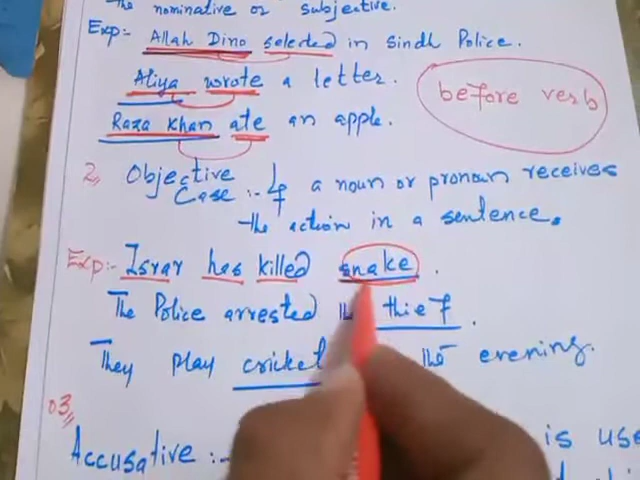 The nominative or subjective.
Exp:- Allah Dino selected in Sindh Police.
Aliya wrote a letter.
before verb
Raza Khan ate an apple.
2, Objective Case :- If a noun or pronoun receives
the action in a sentence.
Exp:- Israr has killed snake.
The Police arrested thief.
They play cricket the evening.
03
Accusative :- is use